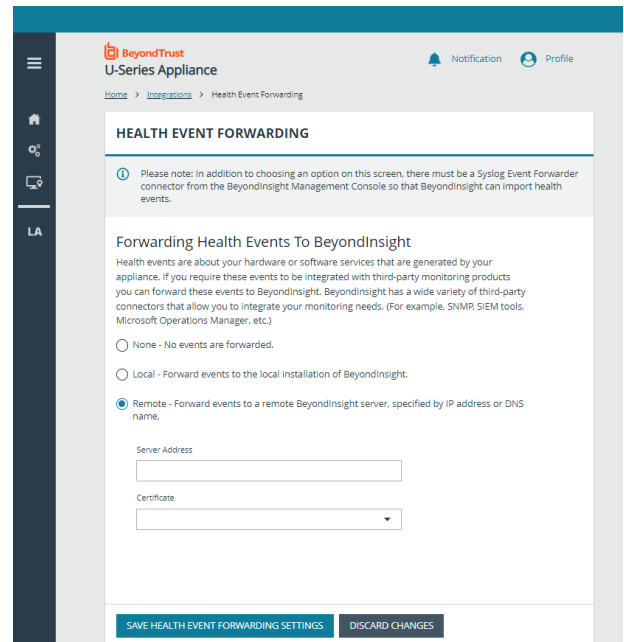 BeyondTrust
U-Series Appliance
Notification
Profile
Home > Integrations > Health Event Forwarding
LA
HEALTH EVENT FORWARDING
Please note: In addition to choosing an option on this screen, there must be a Syslog Event Forwarder
connector from the BeyondInsight Management Console so that BeyondInsight can import health
events.
Forwarding Health Events To BeyondInsight
Health events are about your hardware or software services that are generated by your
appliance. If you require these events to be integrated with third-party monitoring products
you can forward these events to BeyondInsight. BeyondInsight has a wide variety of third-party
connectors that allow you to integrate your monitoring needs. (For example, SNMP, SIEM tools,
Microsoft Operations Manager, etc.)
None - No events are forwarded.
Local - Forward events to the local installation of BeyondInsight.
Remote - Forward events to a remote BeyondInsight server, specified by IP address or DNS
name.
Server Address
Certificate
SAVE HEALTH EVENT FORWARDING SETTINGS
DISCARD CHANGES